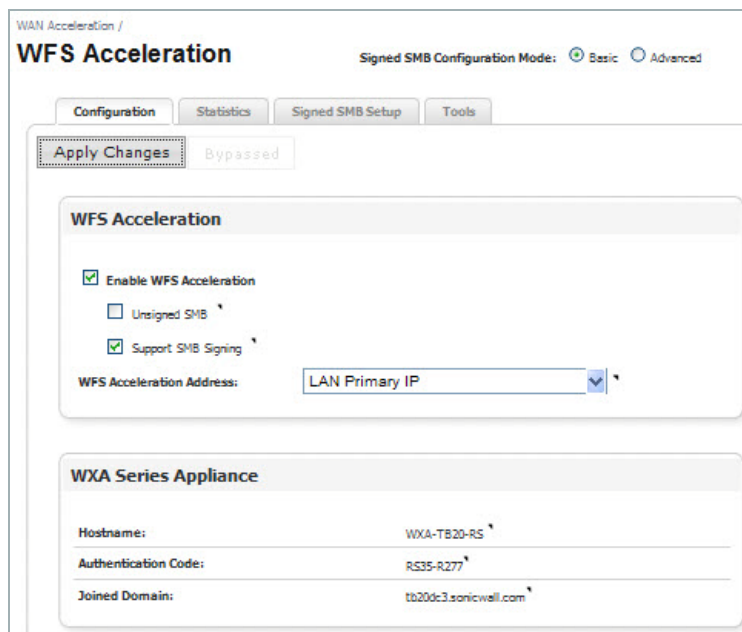 WAN Acceleration /
WFS Acceleration
Signed SMB Configuration Mode: Basic Advanced
Configuration Statistics Signed SMB Setup Tools
Apply Changes Bypassed
WFS Acceleration
Enable WFS Acceleration
Unsigned SMB
Support SMB Signing
WFS Acceleration Address: LAN Primary IP
WXA Series Appliance
Hostname: WXA-TB20-RS
Authentication Code: RS35-R277
Joined Domain: tb20dc3.sonicwall.com